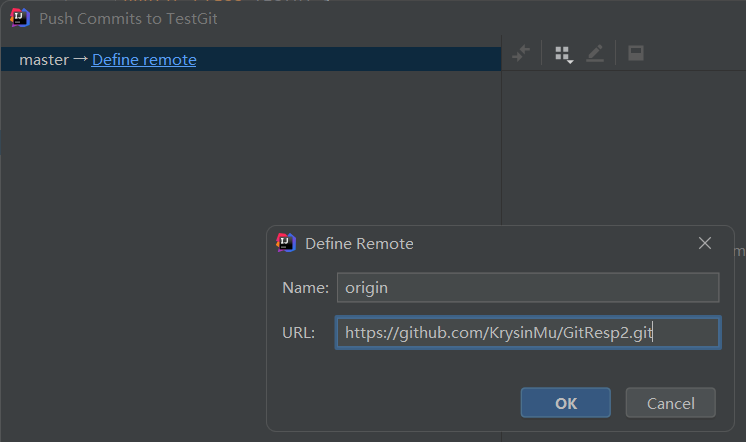 Push Commits to TestGit
master → Define remote
Define Remote
Name: origin
URL: https://github.com/KrysinMu/GitResp2.git
OK Cancel